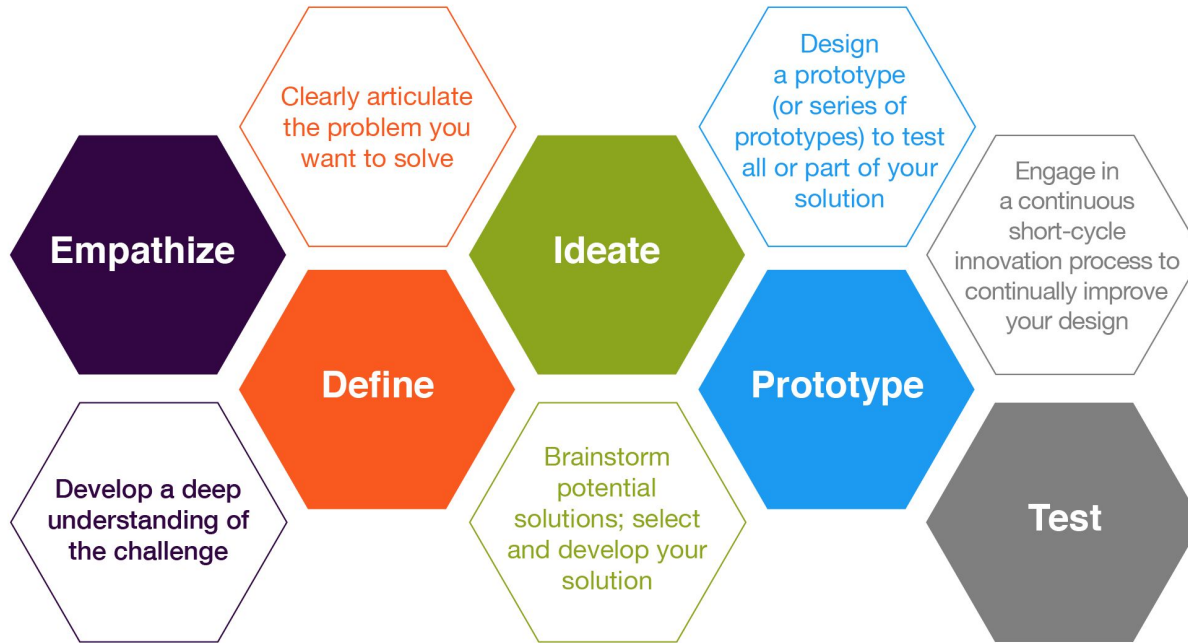 Empathize
Develop a deep
understanding of
the challenge
Clearly articulate
the problem you
want to solve
Define
Ideate
Brainstorm
potential
solutions; select
and develop your
solution
Design
a prototype
(or series of
prototypes) to test
all or part of your
solution
Prototype
Engage in
a continuous
short-cycle
innovation process to
continually improve
your design
Test